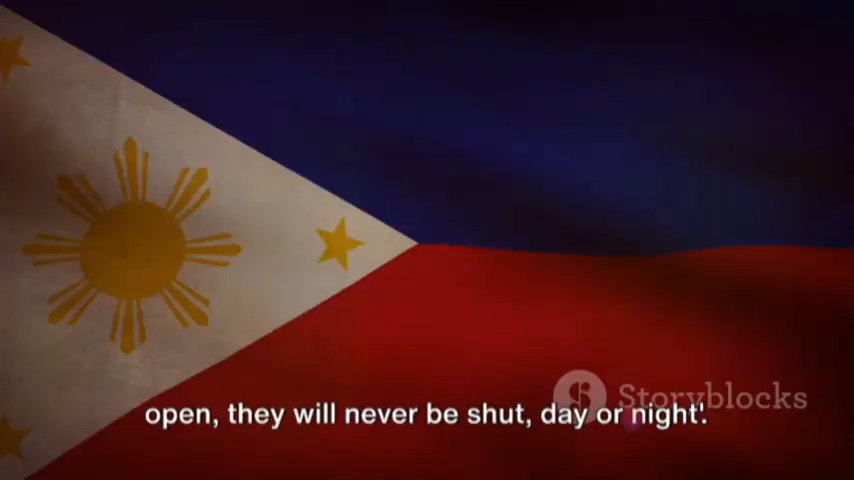 Storyblocks
open, they will never be shut, day or night'.